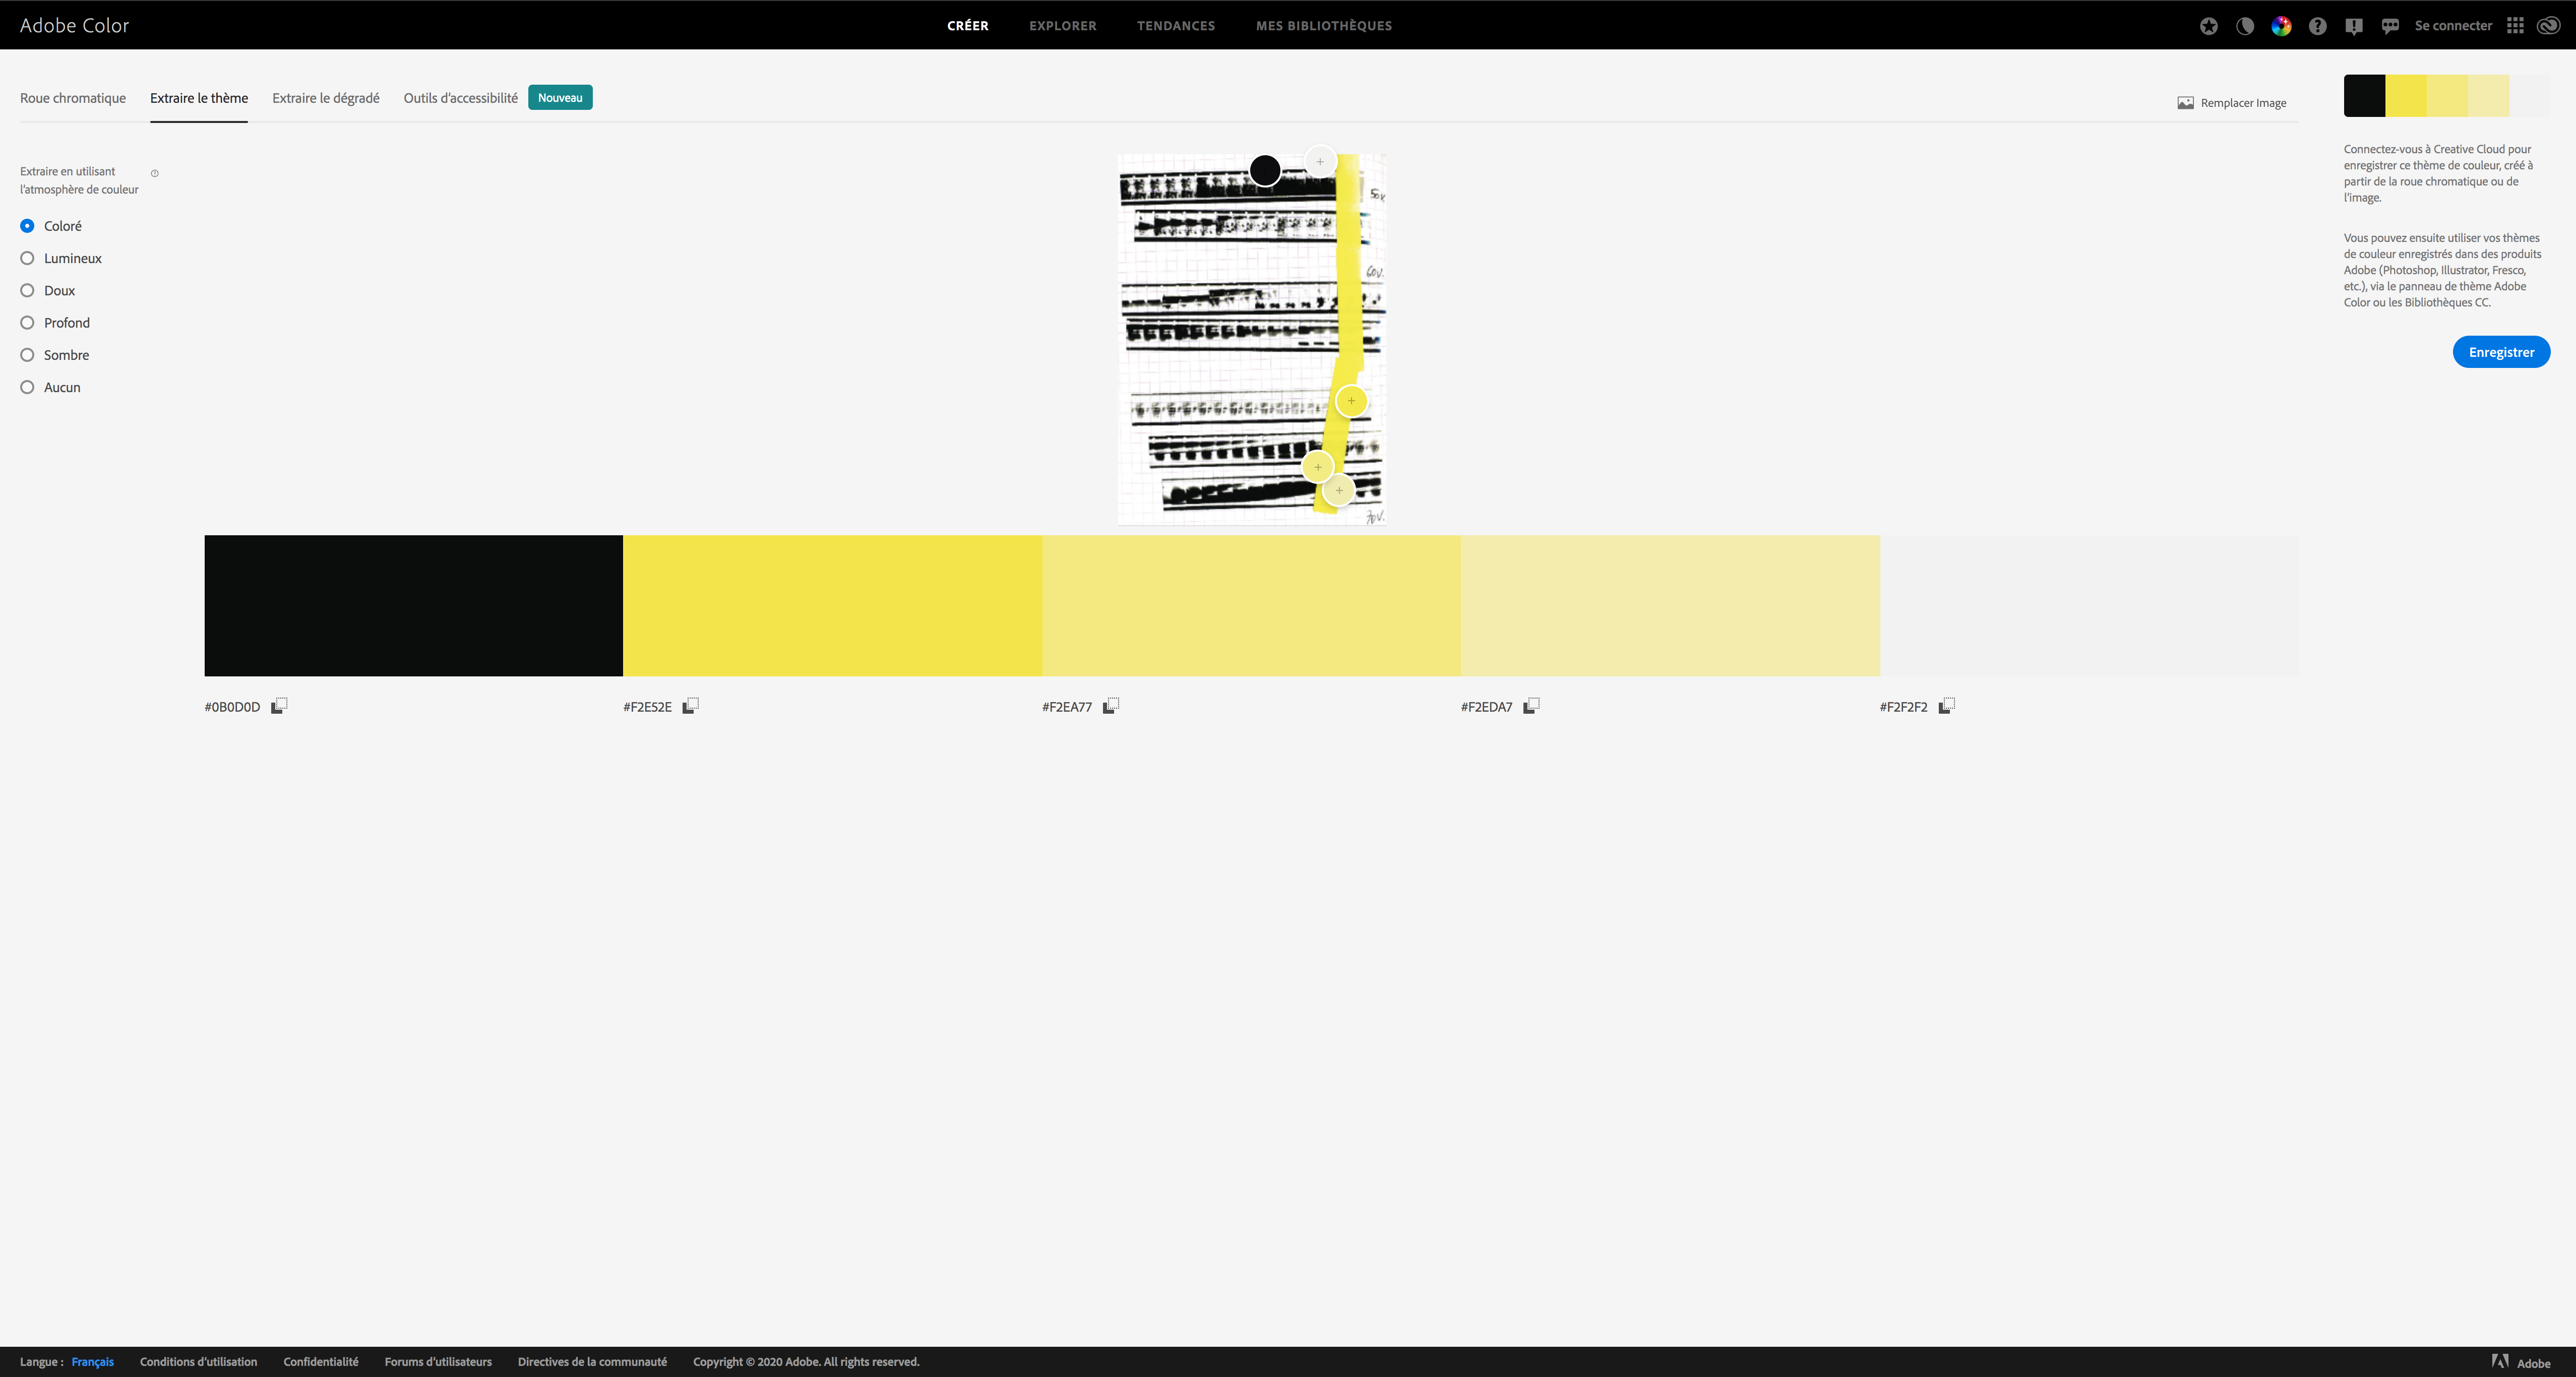 Adobe Color
CRÉER EXPLORER TENDANCES MES BIBLIOTHÈQUES
Se connecter
Roue chromatique Extraire le thème Extraire le dégradé Outils d'accessibilité Nouveau
Remplacer Image
Extraire en utilisant
l'atmosphère de couleur
Coloré
Lumineux
Doux
Profond
Sombre
Aucun
50v.
60v.
70v.
#0B0D0D
#F2E52E
#F2EA77
#F2EDA7
#F2F2F2
Connectez-vous à Creative Cloud pour
enregistrer ce thème de couleur, créé à
partir de la roue chromatique ou de
l'image.
Vous pouvez ensuite utiliser vos thèmes
de couleur enregistrés dans des produits
Adobe (Photoshop, Illustrator, Fresco,
etc.), via le panneau de thème Adobe
Color ou les Bibliothèques CC.
Enregistrer
Langue : Français Conditions d'utilisation Confidentialité Forums d'utilisateurs Directives de la communauté Copyright © 2020 Adobe. All rights reserved.
Adobe